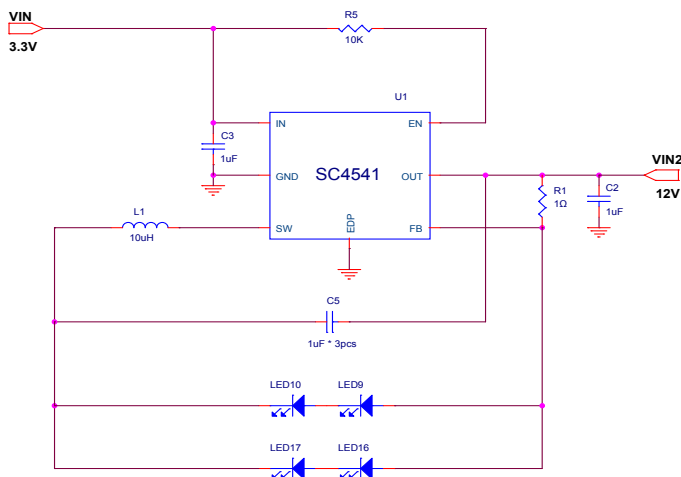 VIN
3.3V
R5
10K
U1
IN
EN
C3
1uF
GND
SC4541
OUT
VIN2
12V
R1
1Ω
C2
1uF
L1
10uH
SW
EDP
FB
C5
1uF * 3pcs
LED10
LED9
LED17
LED16